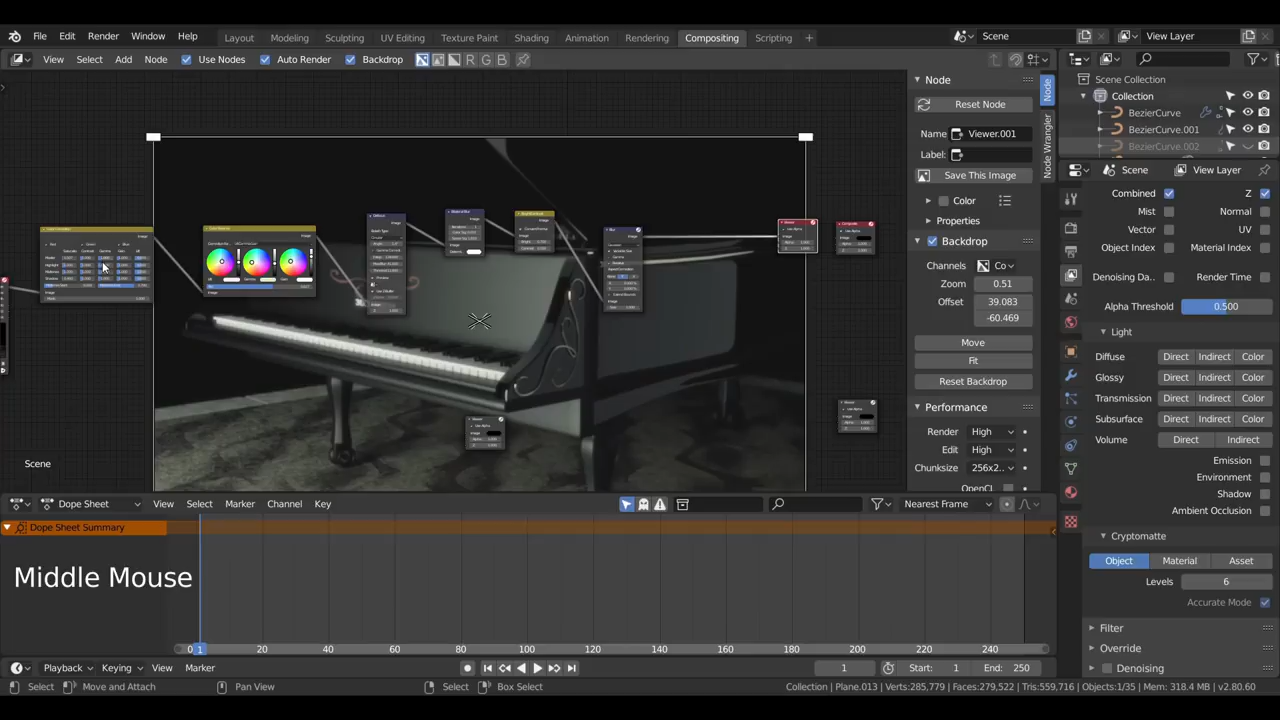 File Edit Render Window Help Layout Modeling Sculpting UV Editing Texture Paint Shading Animation Rendering Compositing Scripting + Scene View Layer
View Select Add Node Use Nodes Auto Render Backdrop R G B
Node
Reset Node
Name Viewer.001
Label:
Save This Image
Color
Properties
Backdrop
Channels Co
Zoom 0.51
Offset 39.083
-60.469
Move
Fit
Reset Backdrop
Performance
Render High
Edit High
Chunksize 256x2..
OpenCL
Node
Node Wrangler
Scene Collection
Collection
BezierCurve
BezierCurve.001
BezierCurve.002
Scene View Layer
Combined Z
Mist Normal
Vector UV
Object Index Material Index
Denoising Da Render Time
Alpha Threshold 0.500
Light
Diffuse Direct Indirect Color
Glossy Direct Indirect Color
Transmission Direct Indirect Color
Subsurface Direct Indirect Color
Volume Direct Indirect
Emission
Environment
Shadow
Ambient Occlusion
Cryptomatte
Object Material Asset
Levels 6
Accurate Mode
Filter
Override
Denoising
Scene
Dope Sheet View Select Marker Channel Key Nearest Frame
Dope Sheet Summary
Middle Mouse
0 1 20 40 60 80 100 120 140 160 180 200 220 240
Playback Keying View Marker 1 Start: 1 End: 250
Select Move and Attach Pan View Select Box Select Collection | Plane.013 | Verts:285,779 | Faces:279,522 | Tris:559,716 | Objects:1/35 | Mem: 318.4 MB | v2.80.60